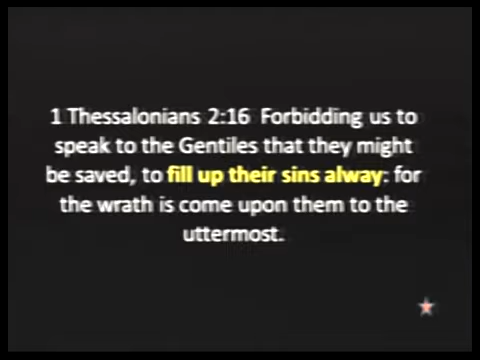 1 Thessalonians 2:16 Forbidding us to
speak to the Gentiles that they might
be saved, to fill up their sins alway: for
the wrath is come upon them to the
uttermost.